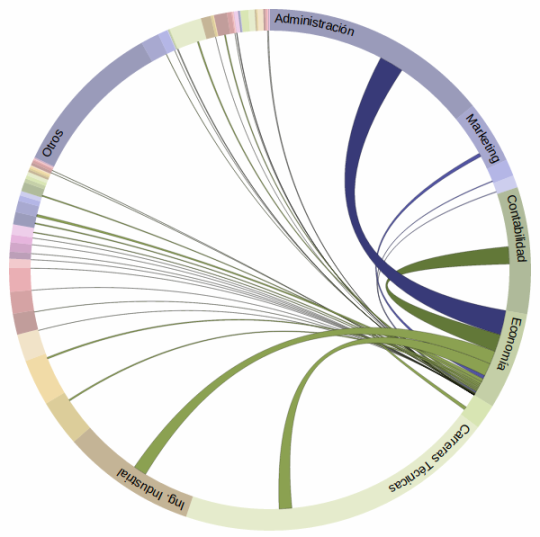 Administración
Marketing
Contabilidad
Economía
Carreras Técnicas
Ing. Industrial
Otros